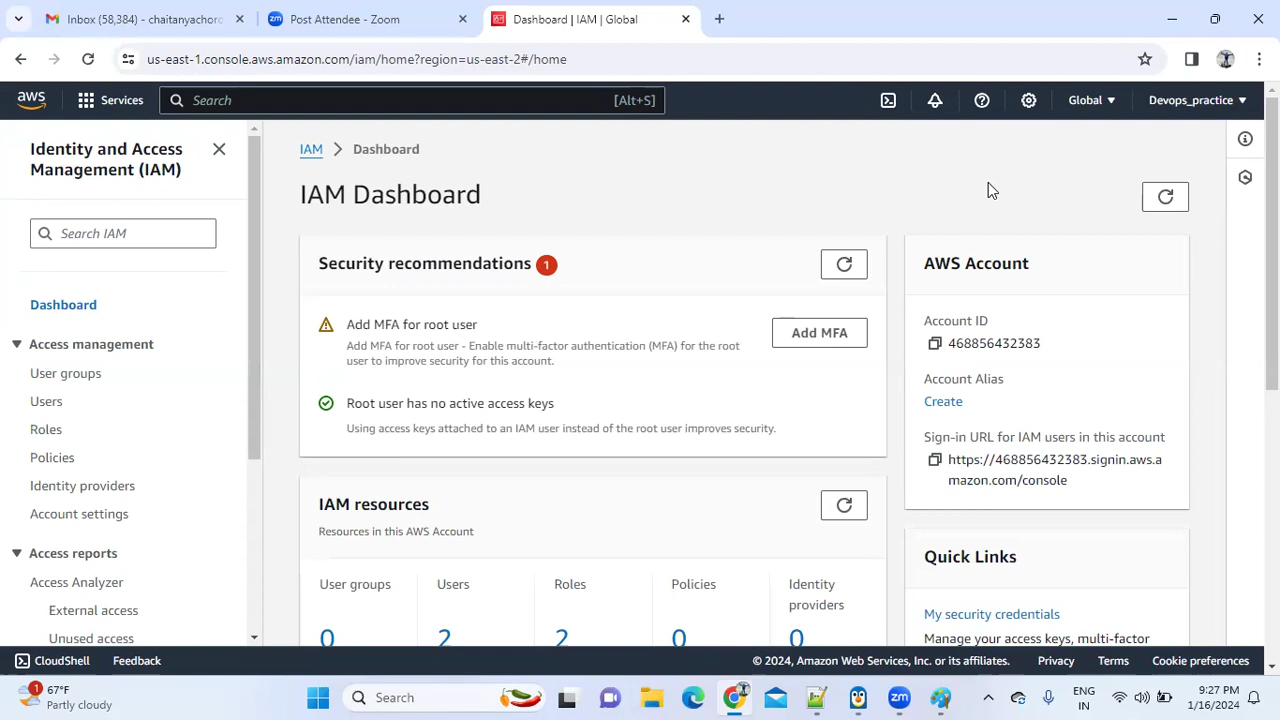 Inbox (58,384) - chaitanyachoro
Post Attendee - Zoom
Dashboard | IAM | Global
us-east-1.console.aws.amazon.com/iam/home?region=us-east-2#/home
aws
Services
Search
[Alt+S]
Global
Devops_practice
Identity and Access
Management (IAM)
Search IAM
Dashboard
Access management
User groups
Users
Roles
Policies
Identity providers
Account settings
Access reports
Access Analyzer
External access
Unused access
IAM
Dashboard
IAM Dashboard
Security recommendations 1
Add MFA for root user
Add MFA for root user - Enable multi-factor authentication (MFA) for the root
user to improve security for this account.
Add MFA
Root user has no active access keys
Using access keys attached to an IAM user instead of the root user improves security.
IAM resources
Resources in this AWS Account
User groups
0
Users
2
Roles
2
Policies
0
Identity
providers
0
AWS Account
Account ID
468856432383
Account Alias
Create
Sign-in URL for IAM users in this account
https://468856432383.signin.aws.a
mazon.com/console
Quick Links
My security credentials
Manage your access keys, multi-factor
CloudShell
Feedback
© 2024, Amazon Web Services, Inc. or its affiliates.
Privacy
Terms
Cookie preferences
1
67°F
Partly cloudy
Search
ENG
IN
9:27 PM
1/16/2024